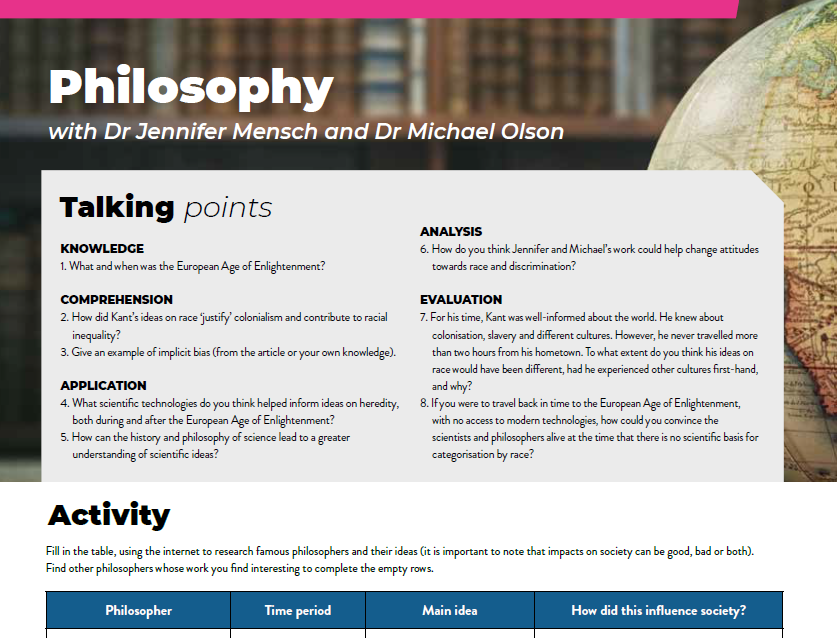 Philosophy
with Dr Jennifer Mensch and Dr Michael Olson
Talking points
KNOWLEDGE
1. What and when was the European Age of Enlightenment?
COMPREHENSION
2. How did Kant's ideas on race 'justify' colonialism and contribute to racial
inequality?
3. Give an example of implicit bias (from the article or your own knowledge).
APPLICATION
4. What scientific technologies do you think helped inform ideas on heredity,
both during and after the European Age of Enlightenment?
5. How can the history and philosophy of science lead to a greater
understanding of scientific ideas?
ANALYSIS
6. How do you think Jennifer and Michael's work could help change attitudes
towards race and discrimination?
EVALUATION
7. For his time, Kant was well-informed about the world. He knew about
colonisation, slavery and different cultures. However, he never travelled more
than two hours from his hometown. To what extent do you think his ideas on
race would have been different, had he experienced other cultures first-hand,
and why?
8. If you were to travel back in time to the European Age of Enlightenment,
with no access to modern technologies, how could you convince the
scientists and philosophers alive at the time that there is no scientific basis for
categorisation by race?
Activity
Fill in the table, using the internet to research famous philosophers and their ideas (it is important to note that impacts on society can be good, bad or both).
Find other philosophers whose work you find interesting to complete the empty rows.
Philosopher Time period Main idea How did this influence society?